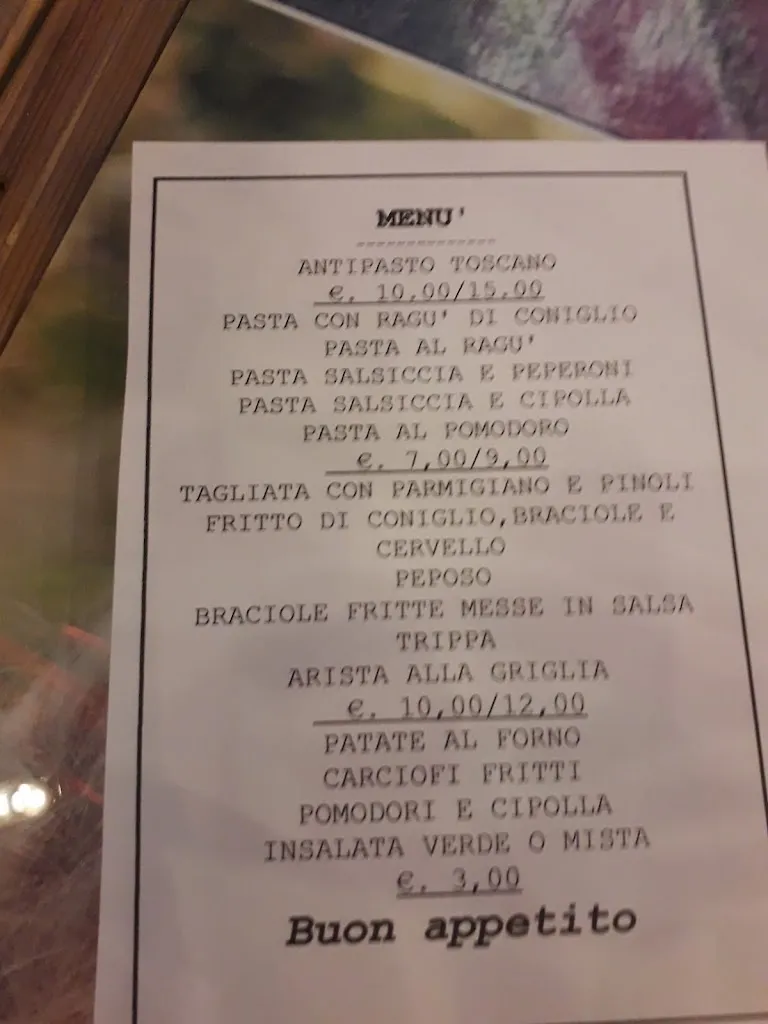 MENU'
--------------
ANTIPASTO TOSCANO
€. 10,00/15,00
PASTA CON RAGU' DI CONIGLIO
PASTA AL RAGU'
PASTA SALSICCIA E PEPERONI
PASTA SALSICCIA E CIPOLLA
PASTA AL POMODORO
€. 7,00/9,00
TAGLIATA CON PARMIGIANO E PINOLI
FRITTO DI CONIGLIO,BRACIOLE E
CERVELLO
PEPOSO
BRACIOLE FRITTE MESSE IN SALSA
TRIPPA
ARISTA ALLA GRIGLIA
€. 10,00/12,00
PATATE AL FORNO
CARCIOFI FRITTI
POMODORI E CIPOLLA
INSALATA VERDE O MISTA
€. 3,00
Buon appetito